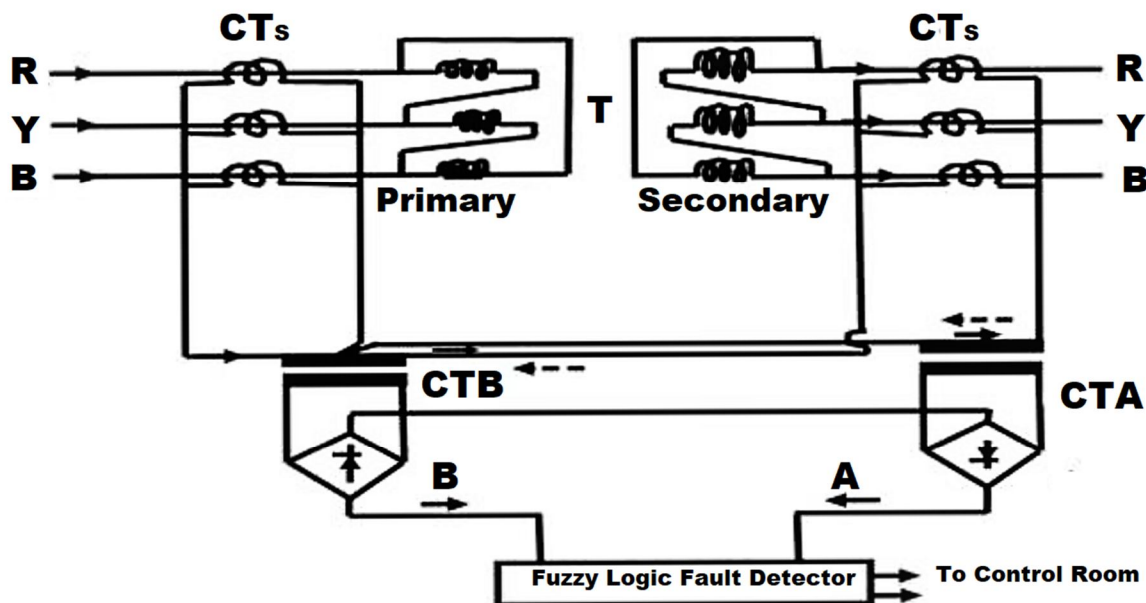 CTs CTs
R R
Y T Y
B B
Primary Secondary
CTB CTA
B A
Fuzzy Logic Fault Detector To Control Room